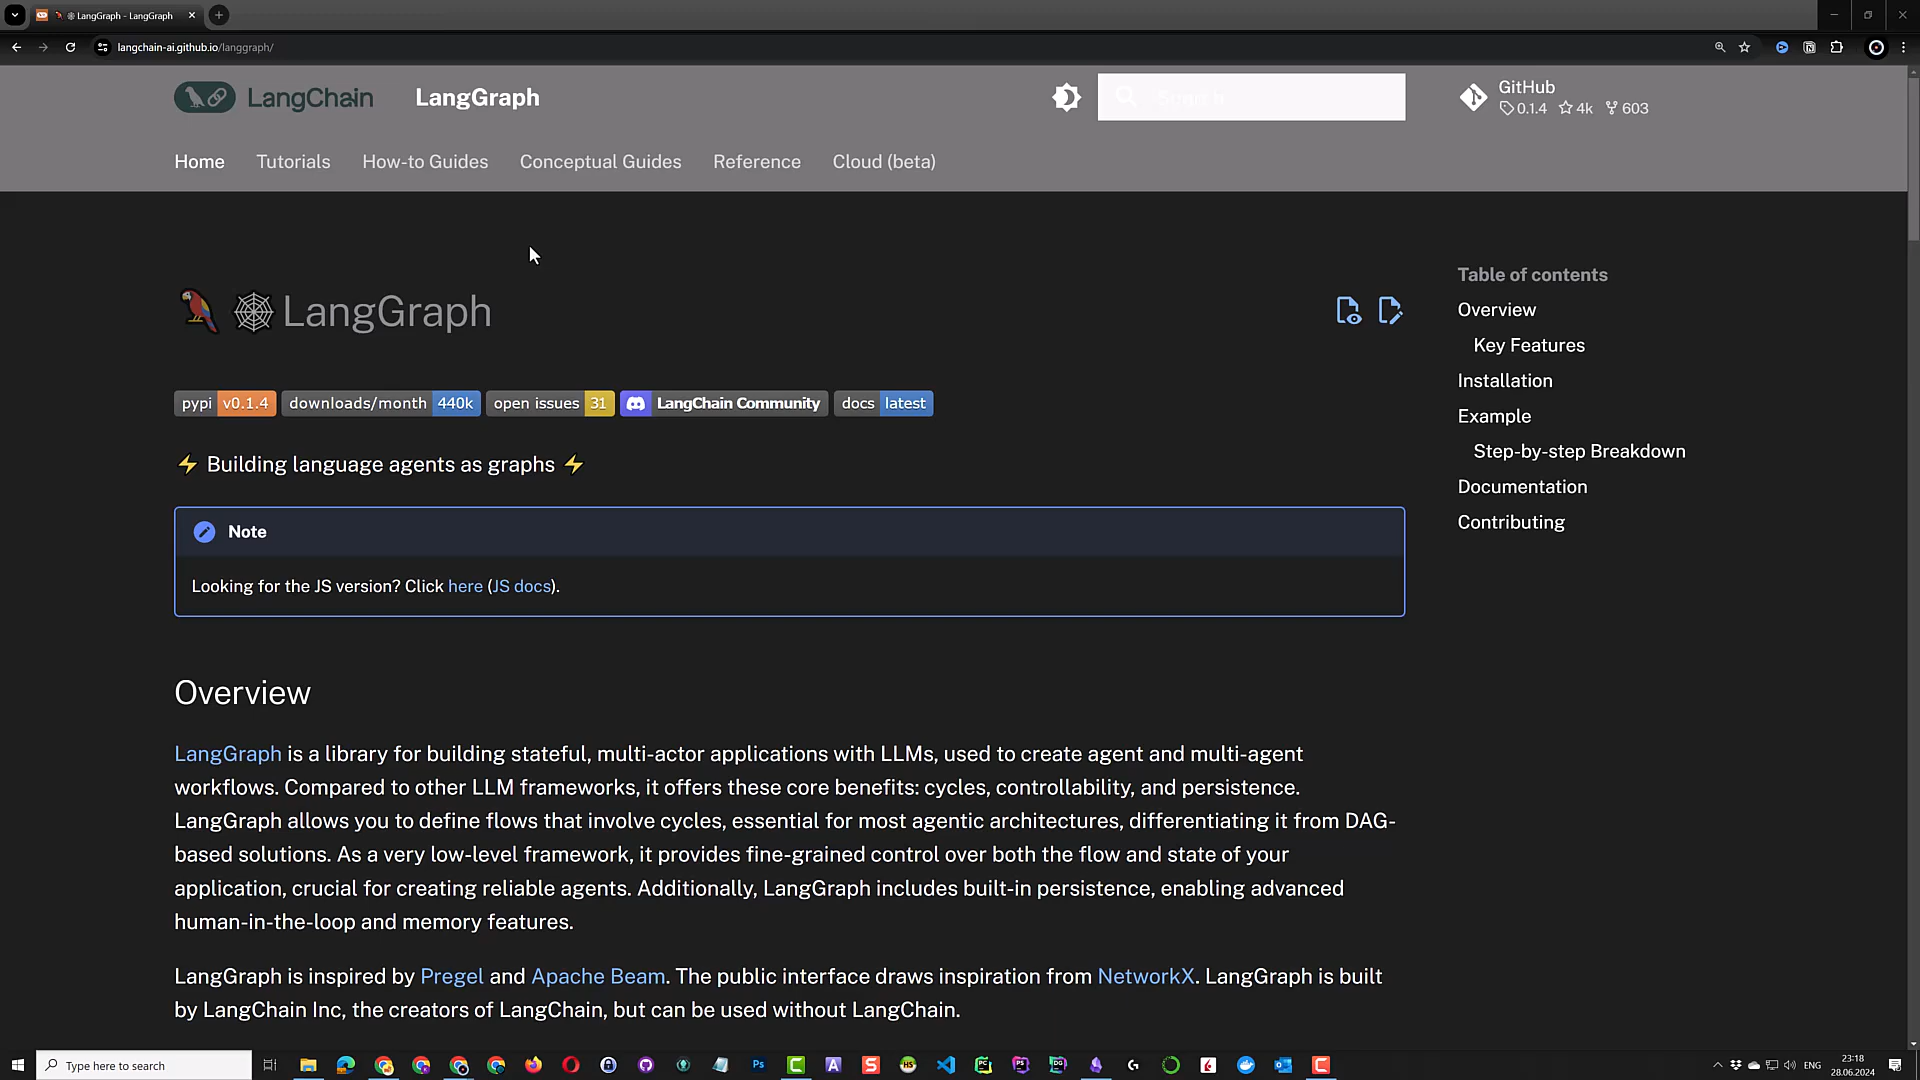 LangGraph - LangGraph
langchain-ai.github.io/langgraph/
LangChain
LangGraph
Search
GitHub
0.1.4 4k 603
Home Tutorials How-to Guides Conceptual Guides Reference Cloud (beta)
LangGraph
pypi v0.1.4 downloads/month 440k open issues 31 LangChain Community docs latest
⚡ Building language agents as graphs ⚡
Note
Looking for the JS version? Click here (JS docs).
Overview
LangGraph is a library for building stateful, multi-actor applications with LLMs, used to create agent and multi-agent
workflows. Compared to other LLM frameworks, it offers these core benefits: cycles, controllability, and persistence.
LangGraph allows you to define flows that involve cycles, essential for most agentic architectures, differentiating it from DAG-
based solutions. As a very low-level framework, it provides fine-grained control over both the flow and state of your
application, crucial for creating reliable agents. Additionally, LangGraph includes built-in persistence, enabling advanced
human-in-the-loop and memory features.
LangGraph is inspired by Pregel and Apache Beam. The public interface draws inspiration from NetworkX. LangGraph is built
by LangChain Inc, the creators of LangChain, but can be used without LangChain.
Table of contents
Overview
Key Features
Installation
Example
Step-by-step Breakdown
Documentation
Contributing
Type here to search
ENG
23:18
28.06.2024